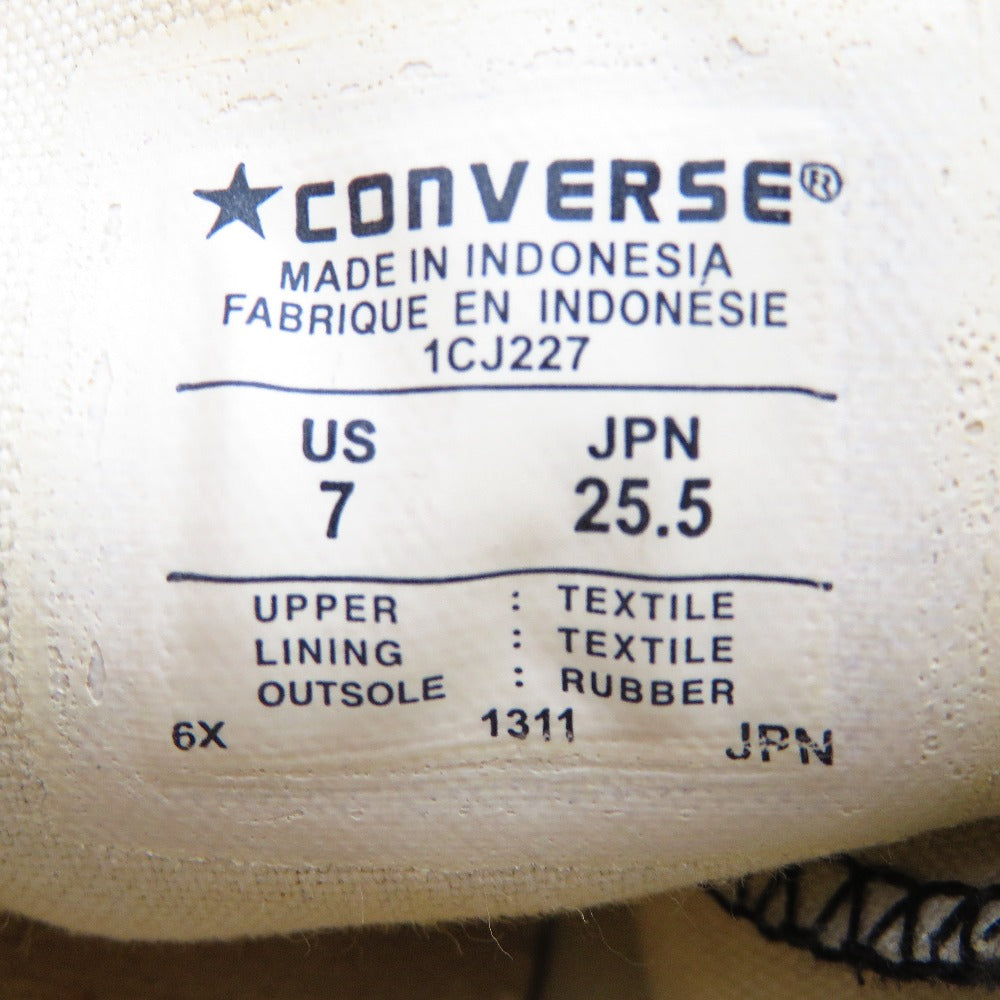 ★CONVERSE®
MADE IN INDONESIA
FABRIQUE EN INDONÉSIE
1CJ227
US JPN
7 25.5
UPPER : TEXTILE
LINING : TEXTILE
OUTSOLE : RUBBER
6X 1311 JPN